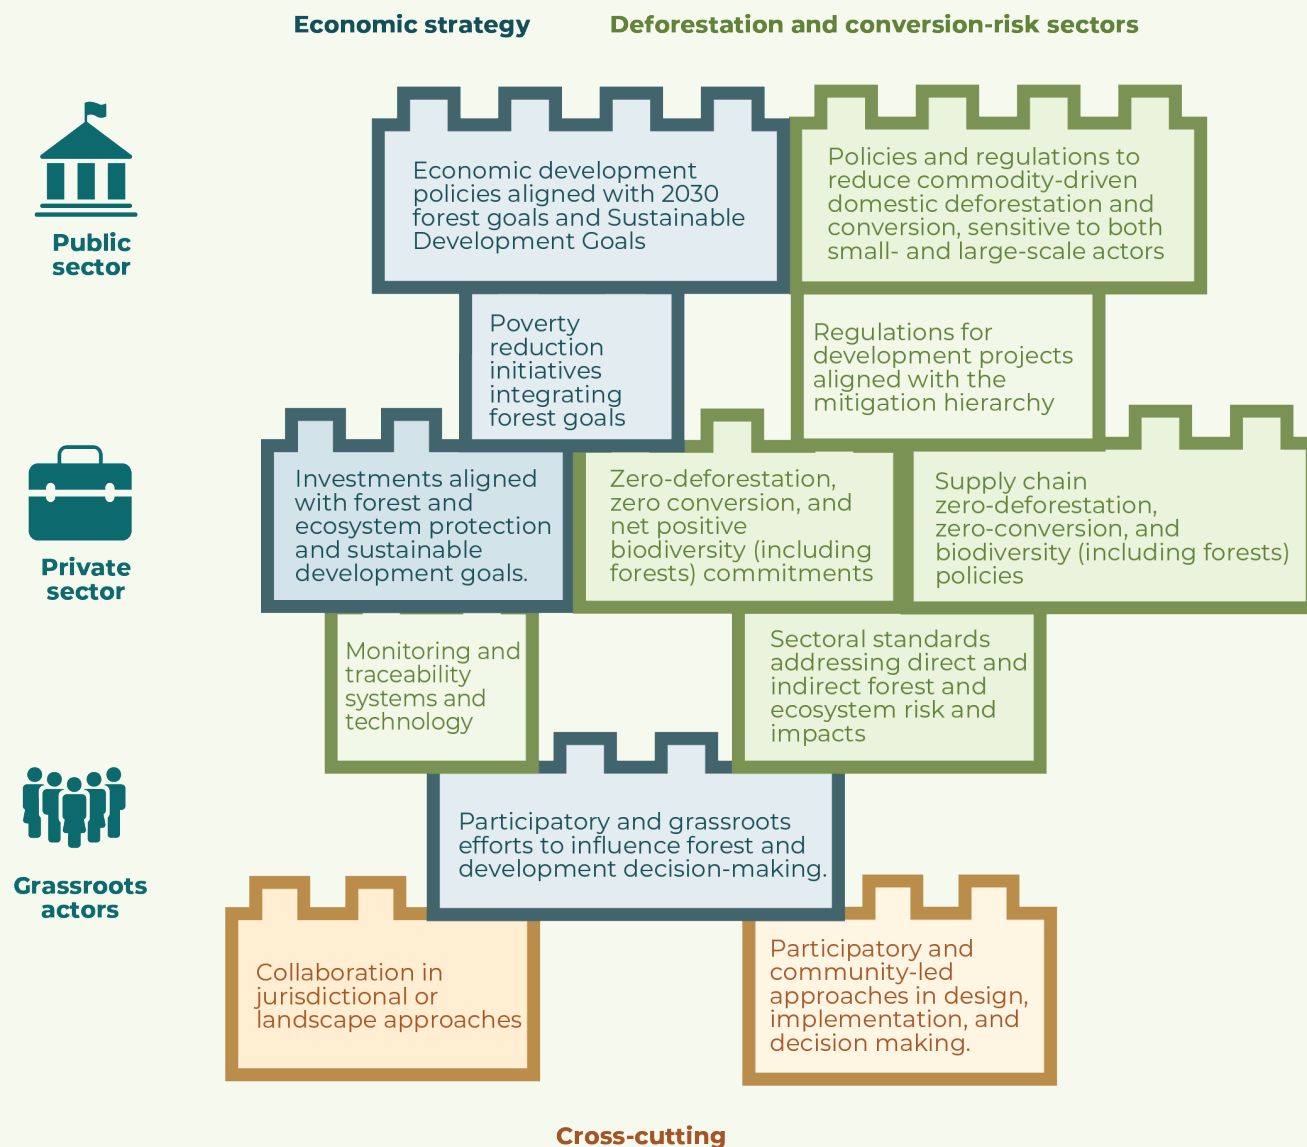 Economic strategy
Deforestation and conversion-risk sectors
Public
sector
Economic development
policies aligned with 2030
forest goals and Sustainable
Development Goals
Policies and regulations to
reduce commodity-driven
domestic deforestation and
conversion, sensitive to both
small- and large-scale actors
Poverty
reduction
initiatives
integrating
forest goals
Regulations for
development projects
aligned with the
mitigation hierarchy
Private
sector
Investments aligned
with forest and
ecosystem protection
and sustainable
development goals.
Zero-deforestation,
zero conversion, and
net positive
biodiversity (including
forests) commitments
Supply chain
zero-deforestation,
zero-conversion, and
biodiversity (including forests)
policies
Monitoring and
traceability
systems and
technology
Sectoral standards
addressing direct and
indirect forest and
ecosystem risk and
impacts
Grassroots
actors
Participatory and grassroots
efforts to influence forest and
development decision-making.
Collaboration in
jurisdictional or
landscape approaches
Participatory and
community-led
approaches in design,
implementation, and
decision making.
Cross-cutting